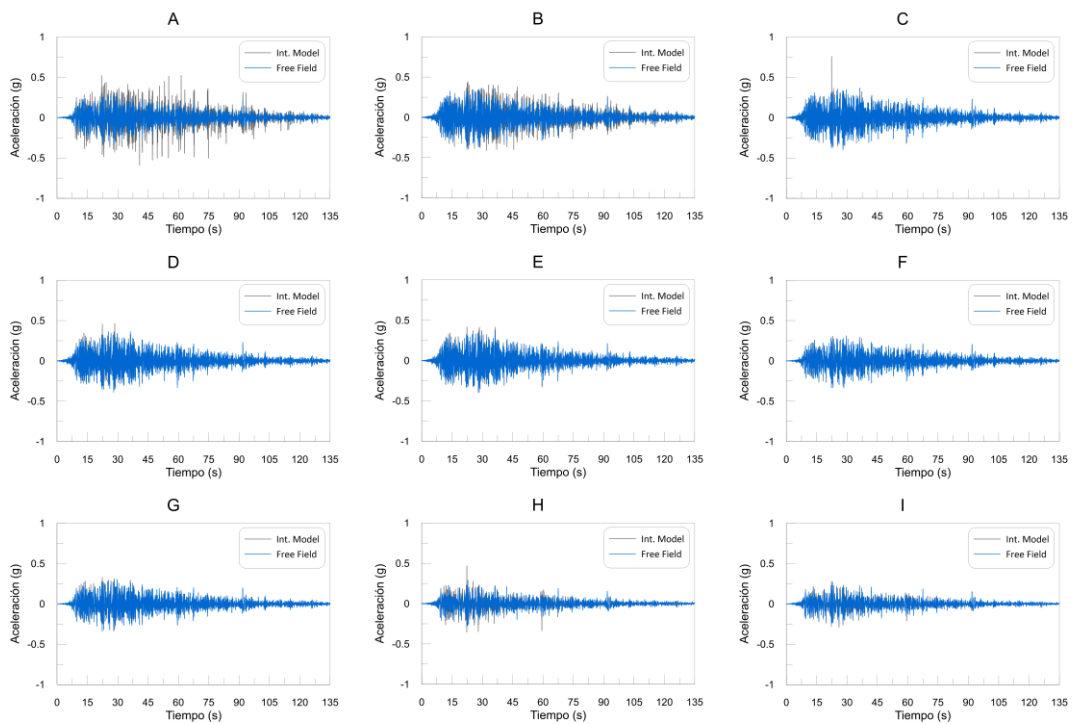 A
1
0.5
0
-0.5
-1
Aceleración (g)
Int. Model
Free Field
0 15 30 45 60 75 90 105 120 135
Tiempo (s)
B
1
0.5
0
-0.5
-1
Aceleración (g)
Int. Model
Free Field
0 15 30 45 60 75 90 105 120 135
Tiempo (s)
C
1
0.5
0
-0.5
-1
Aceleración (g)
Int. Model
Free Field
0 15 30 45 60 75 90 105 120 135
Tiempo (s)
D
1
0.5
0
-0.5
-1
Aceleración (g)
Int. Model
Free Field
0 15 30 45 60 75 90 105 120 135
Tiempo (s)
E
1
0.5
0
-0.5
-1
Aceleración (g)
Int. Model
Free Field
0 15 30 45 60 75 90 105 120 135
Tiempo (s)
F
1
0.5
0
-0.5
-1
Aceleración (g)
Int. Model
Free Field
0 15 30 45 60 75 90 105 120 135
Tiempo (s)
G
1
0.5
0
-0.5
-1
Aceleración (g)
Int. Model
Free Field
0 15 30 45 60 75 90 105 120 135
Tiempo (s)
H
1
0.5
0
-0.5
-1
Aceleración (g)
Int. Model
Free Field
0 15 30 45 60 75 90 105 120 135
Tiempo (s)
I
1
0.5
0
-0.5
-1
Aceleración (g)
Int. Model
Free Field
0 15 30 45 60 75 90 105 120 135
Tiempo (s)